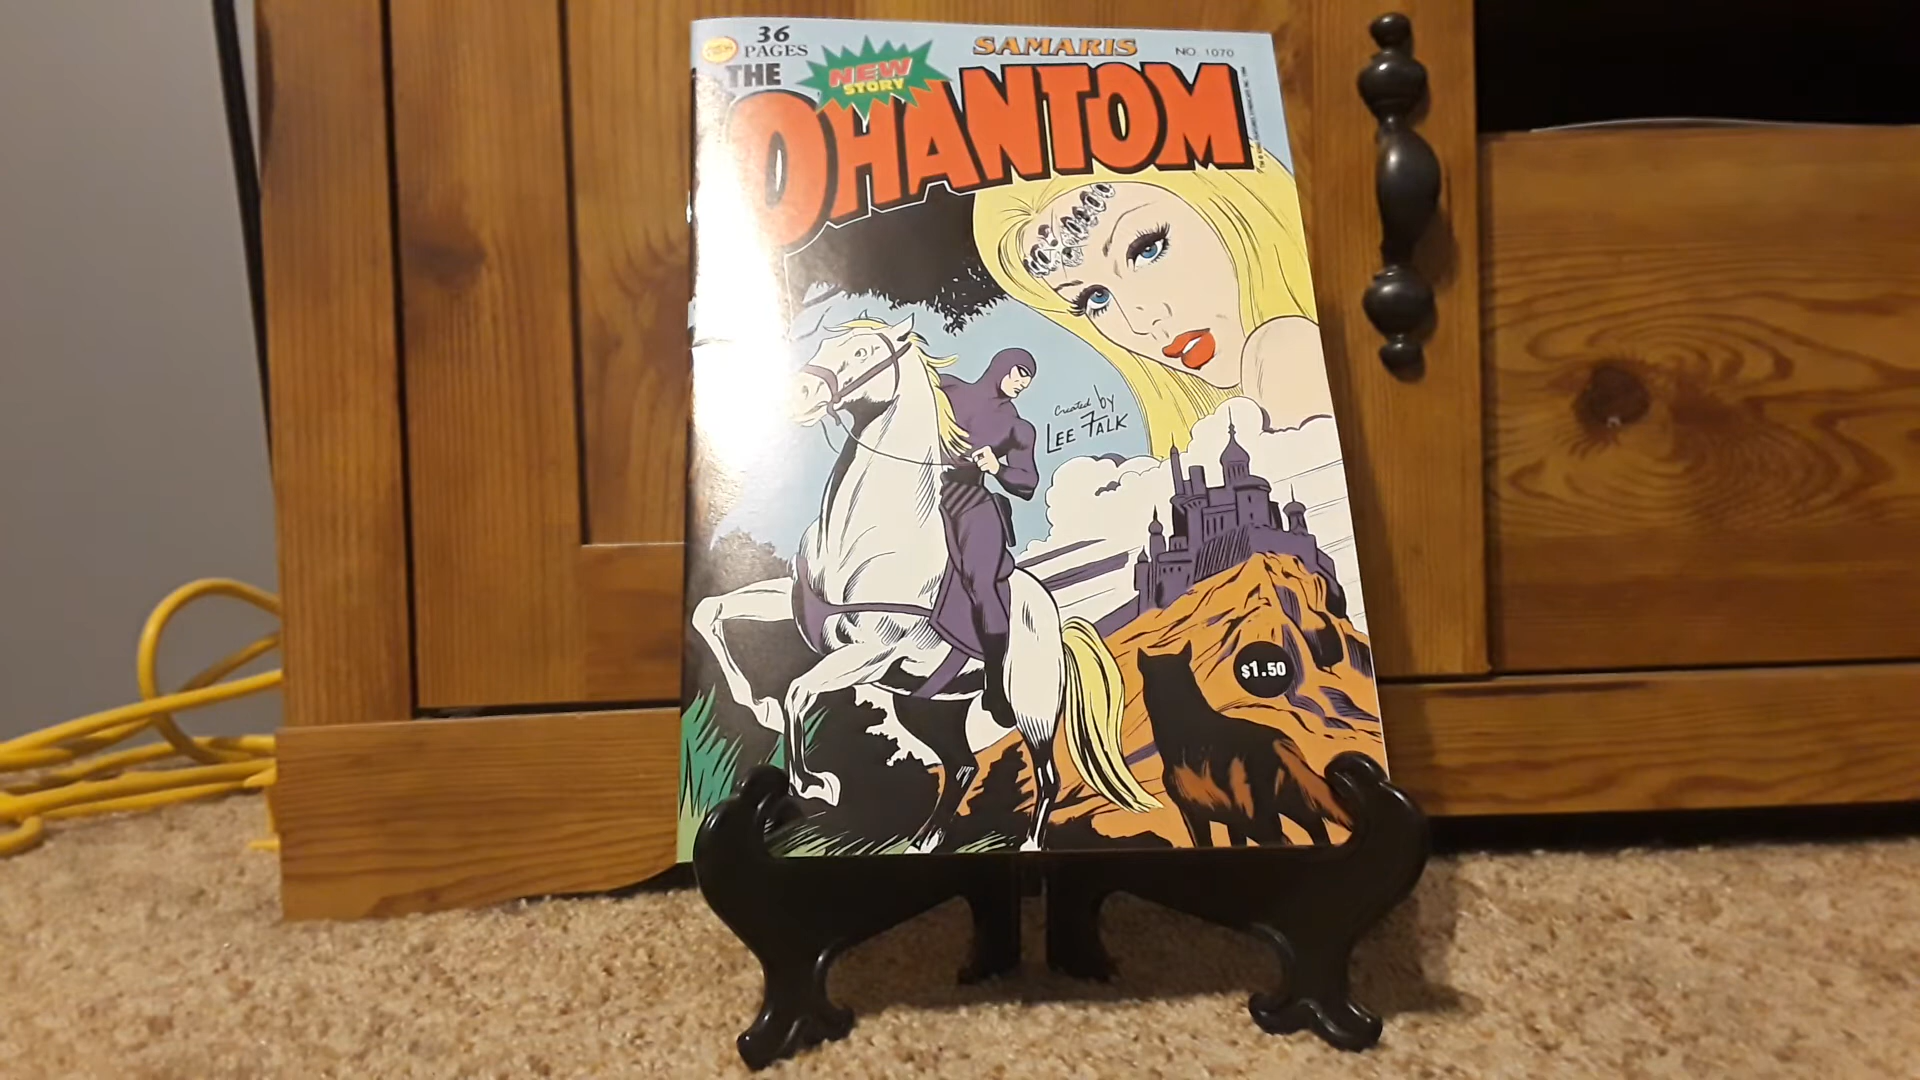 36
PAGES
SAMARIS
NO. 1070
THE
NEW
STORY
PHANTOM
Created by
LEE FALK
$1.50